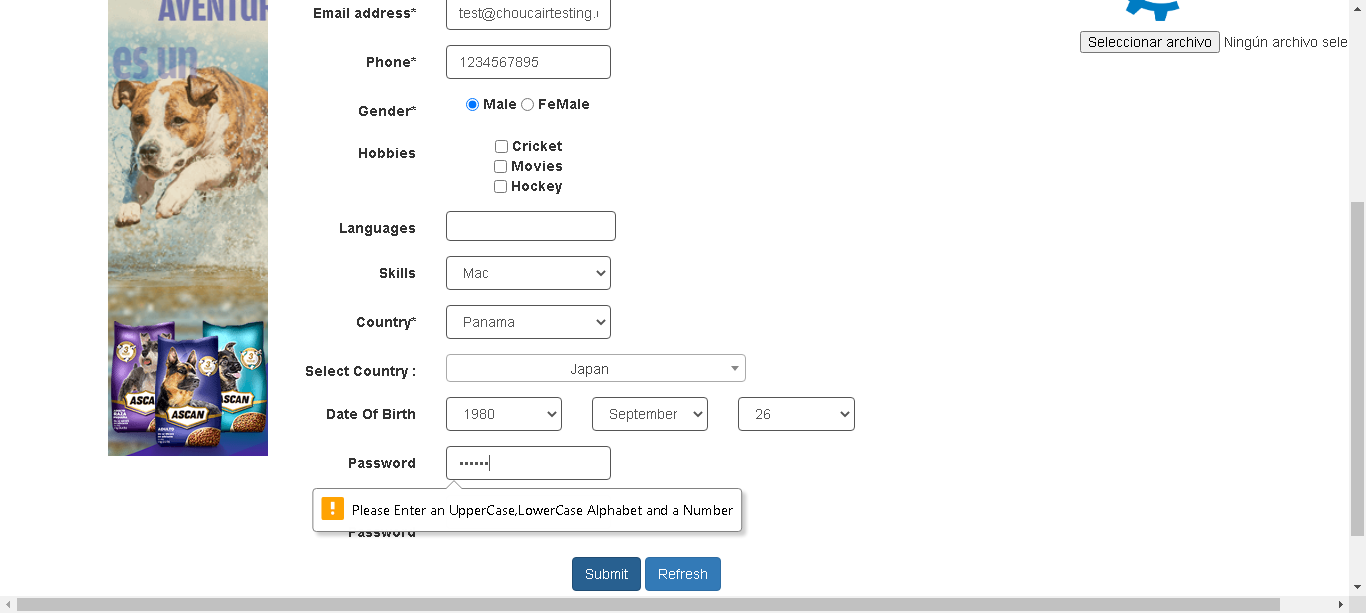 AVENTUR
es un
ASCAN
ASCAN
ASCAN
Email address*
test@choucairtesting.
Phone*
1234567895
Gender*
Male FeMale
Hobbies
Cricket
Movies
Hockey
Languages
Skills
Mac
Country*
Panama
Select Country :
Japan
Date Of Birth
1980 September 26
Password
••••••
Please Enter an UpperCase,LowerCase Alphabet and a Number
Password
Submit Refresh
Seleccionar archivo Ningún archivo sele